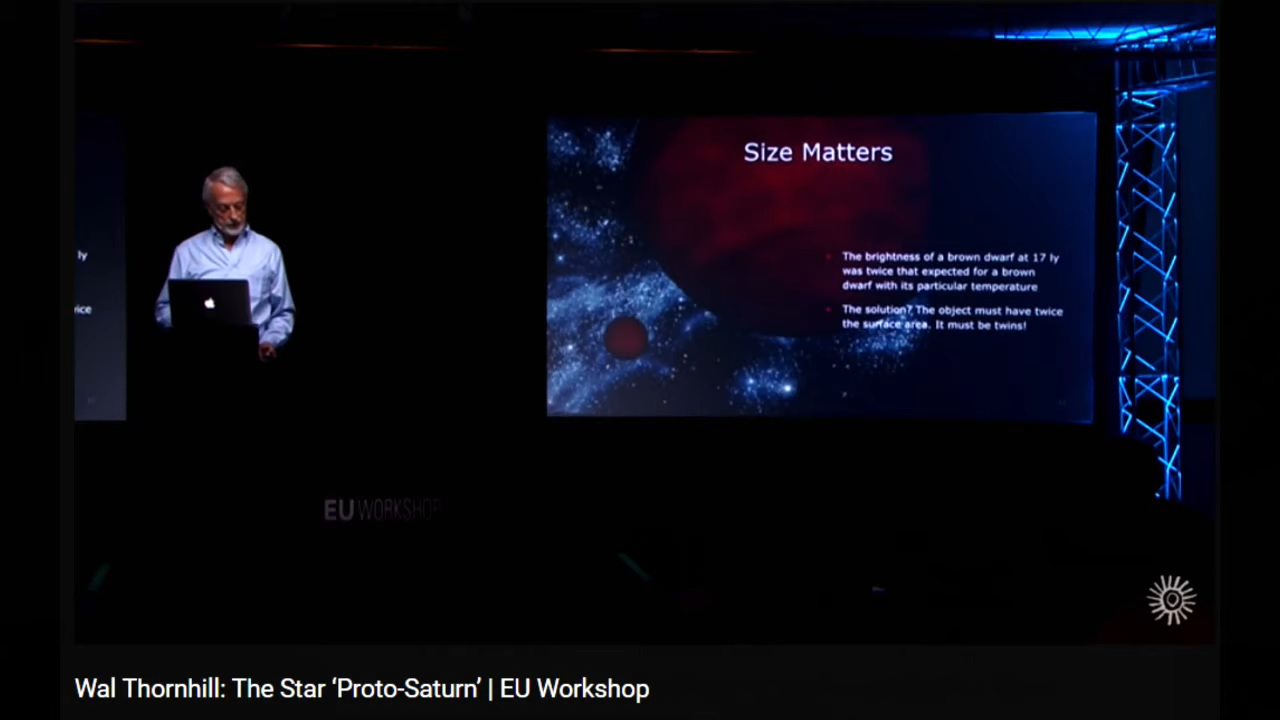 Size Matters
ly
The brightness of a brown dwarf at 17 ly
was twice that expected for a brown
dwarf with its particular temperature
The solution? The object must have twice
the surface area. It must be twins!
EU WORKSHOP
Wal Thornhill: The Star ‘Proto-Saturn’ | EU Workshop